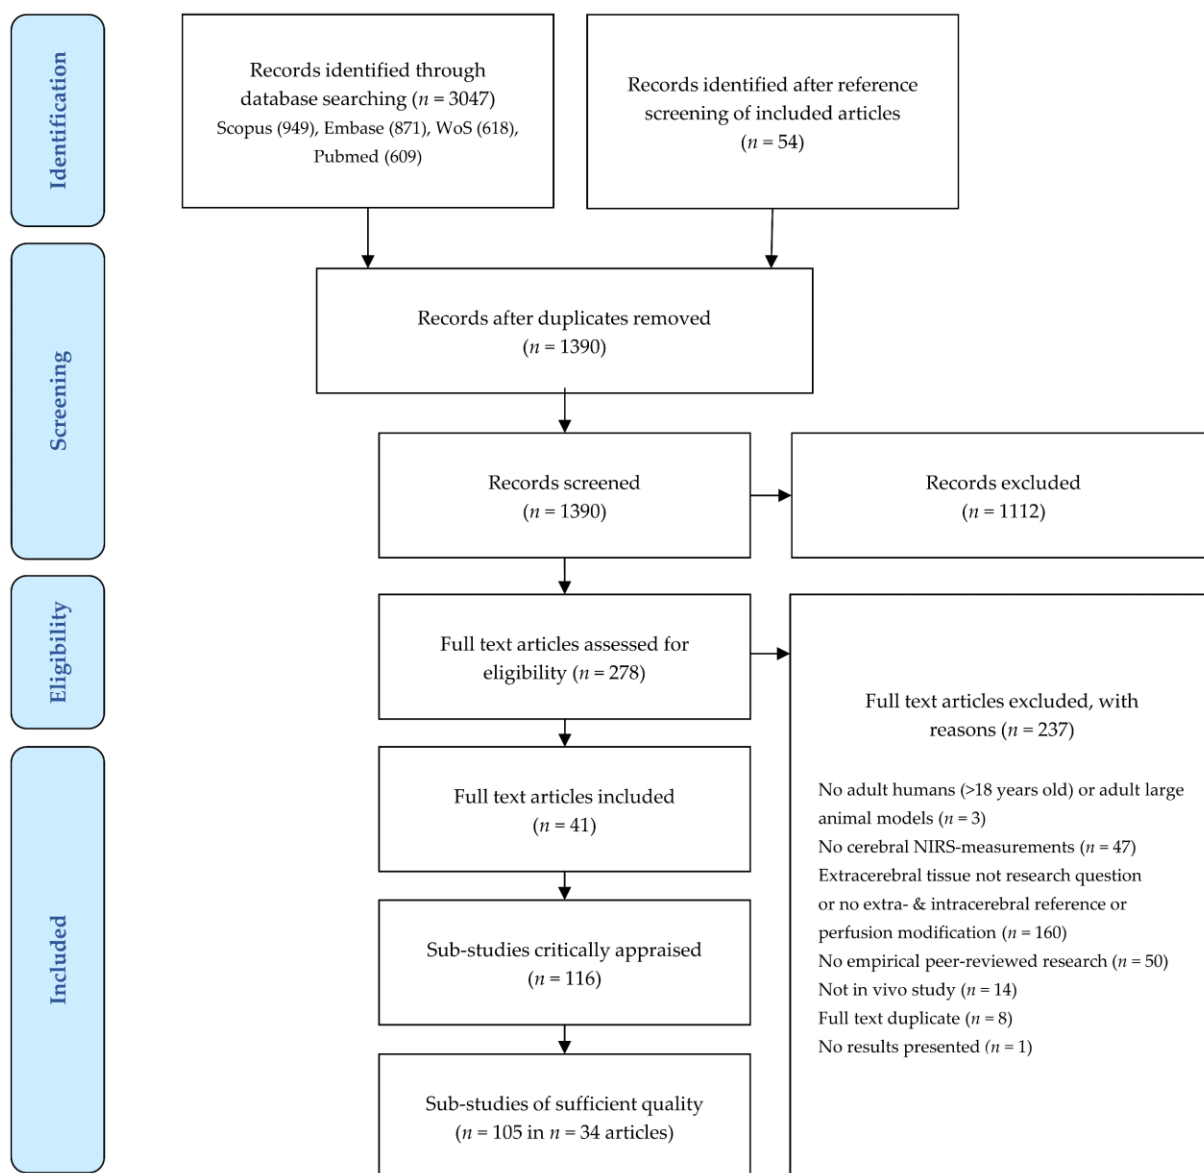 Identification
Records identified through
database searching (n = 3047)
Scopus (949), Embase (871), WoS (618),
Pubmed (609)
Records identified after reference
screening of included articles
(n = 54)
Screening
Records after duplicates removed
(n = 1390)
Records screened
(n = 1390)
Records excluded
(n = 1112)
Eligibility
Full text articles assessed for
eligibility (n = 278)
Full text articles excluded, with
reasons (n = 237)
No adult humans (>18 years old) or adult large
animal models (n = 3)
No cerebral NIRS-measurements (n = 47)
Extracerebral tissue not research question
or no extra- & intracerebral reference or
perfusion modification (n = 160)
No empirical peer-reviewed research (n = 50)
Not in vivo study (n = 14)
Full text duplicate (n = 8)
No results presented (n = 1)
Included
Full text articles included
(n = 41)
Sub-studies critically appraised
(n = 116)
Sub-studies of sufficient quality
(n = 105 in n = 34 articles)